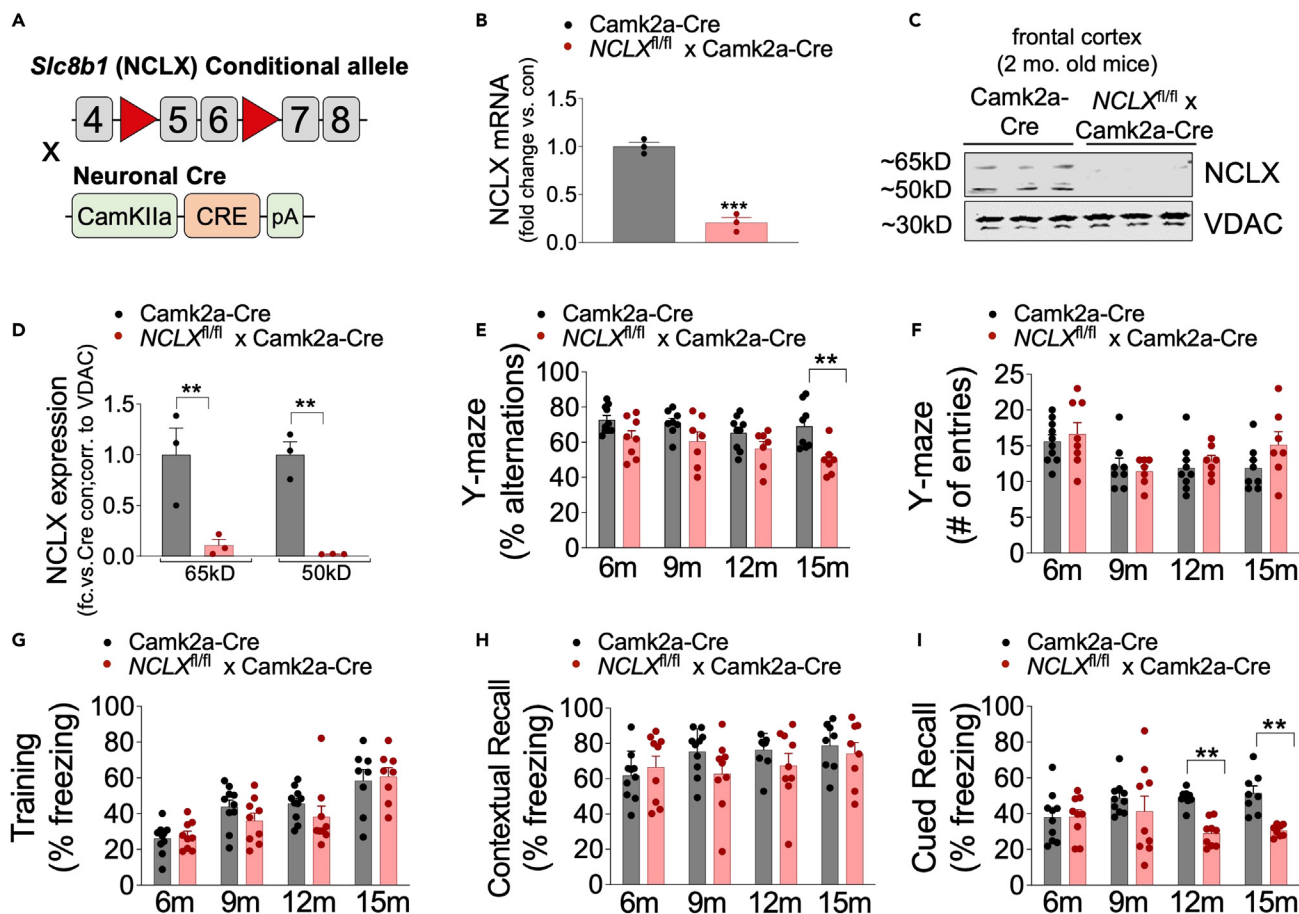 A
Slc8b1 (NCLX) Conditional allele
4 5 6 7 8
X
Neuronal Cre
CamKIIa CRE pA
B
Camk2a-Cre
NCLXfl/fl x Camk2a-Cre
NCLX mRNA
(fold change vs. con)
1.5
1.0
0.5
0.0
***
C
frontal cortex
(2 mo. old mice)
Camk2a-
Cre
NCLXfl/fl x
Camk2a-Cre
~65kD
~50kD
NCLX
~30kD
VDAC
D
Camk2a-Cre
NCLXfl/fl x Camk2a-Cre
NCLX expression
(fc.vs.Cre con;corr. to VDAC)
1.5
1.0
0.5
0.0
** **
65kD 50kD
E
Camk2a-Cre
NCLXfl/fl x Camk2a-Cre
Y-maze
(% alternations)
100
80
60
40
20
0
**
6m 9m 12m 15m
F
Camk2a-Cre
NCLXfl/fl x Camk2a-Cre
Y-maze
(# of entries)
25
20
15
10
5
0
6m 9m 12m 15m
G
Camk2a-Cre
NCLXfl/fl x Camk2a-Cre
Training
(% freezing)
100
80
60
40
20
0
6m 9m 12m 15m
H
Camk2a-Cre
NCLXfl/fl x Camk2a-Cre
Contextual Recall
(% freezing)
100
80
60
40
20
0
6m 9m 12m 15m
I
Camk2a-Cre
NCLXfl/fl x Camk2a-Cre
Cued Recall
(% freezing)
100
80
60
40
20
0
** **
6m 9m 12m 15m